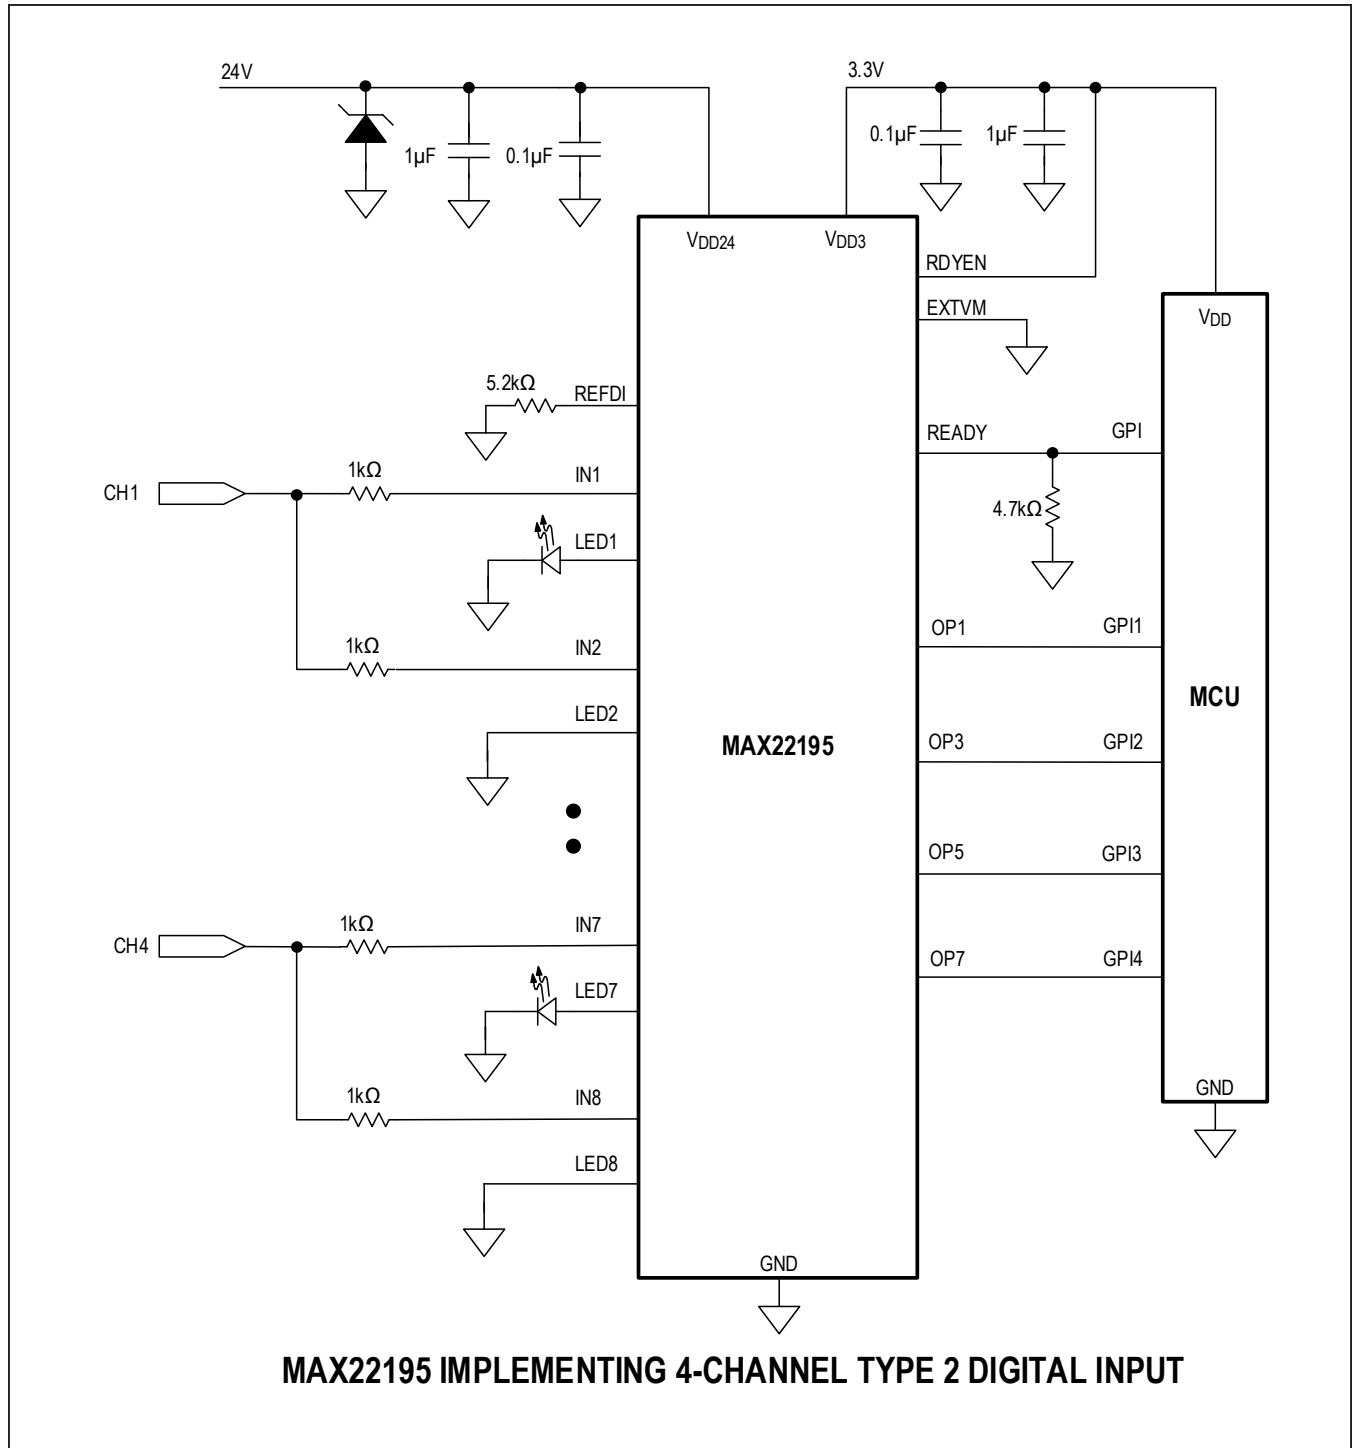 24V
3.3V
1µF
0.1µF
0.1µF
1µF
VDD24
VDD3
RDYEN
EXTVM
VDD
5.2kΩ
REFDI
READY
GPI
1kΩ
IN1
CH1
4.7kΩ
LED1
OP1
GPI1
1kΩ
IN2
LED2
MAX22195
MCU
OP3
GPI2
OP5
GPI3
1kΩ
IN7
CH4
OP7
GPI4
LED7
1kΩ
IN8
GND
LED8
GND
MAX22195 IMPLEMENTING 4-CHANNEL TYPE 2 DIGITAL INPUT